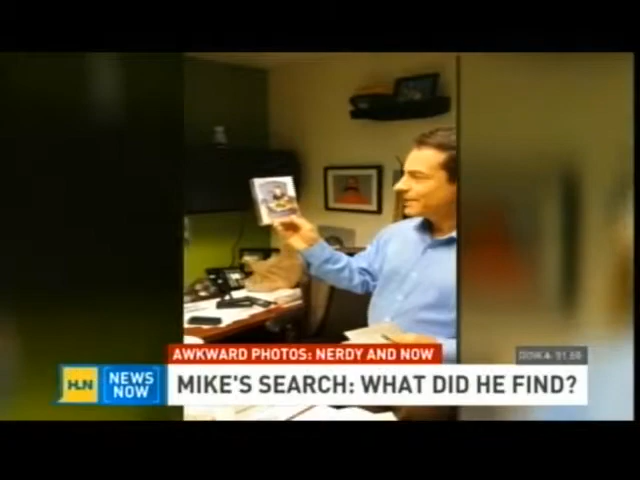 AWKWARD PHOTOS: NERDY AND NOW
HLN
NEWS NOW
MIKE'S SEARCH: WHAT DID HE FIND?